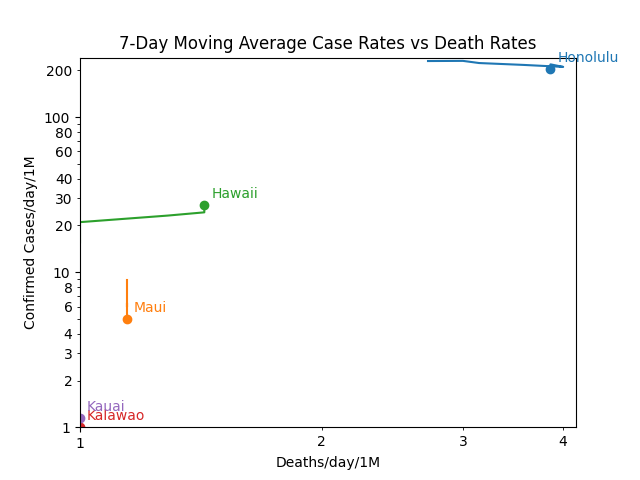 7-Day Moving Average Case Rates vs Death Rates
Honolulu
200
100
80
60
40
30
20
10
8
6
4
3
2
1
Confirmed Cases/day/1M
Hawaii
Maui
Kauai
Kalawao
1
2
3
4
Deaths/day/1M